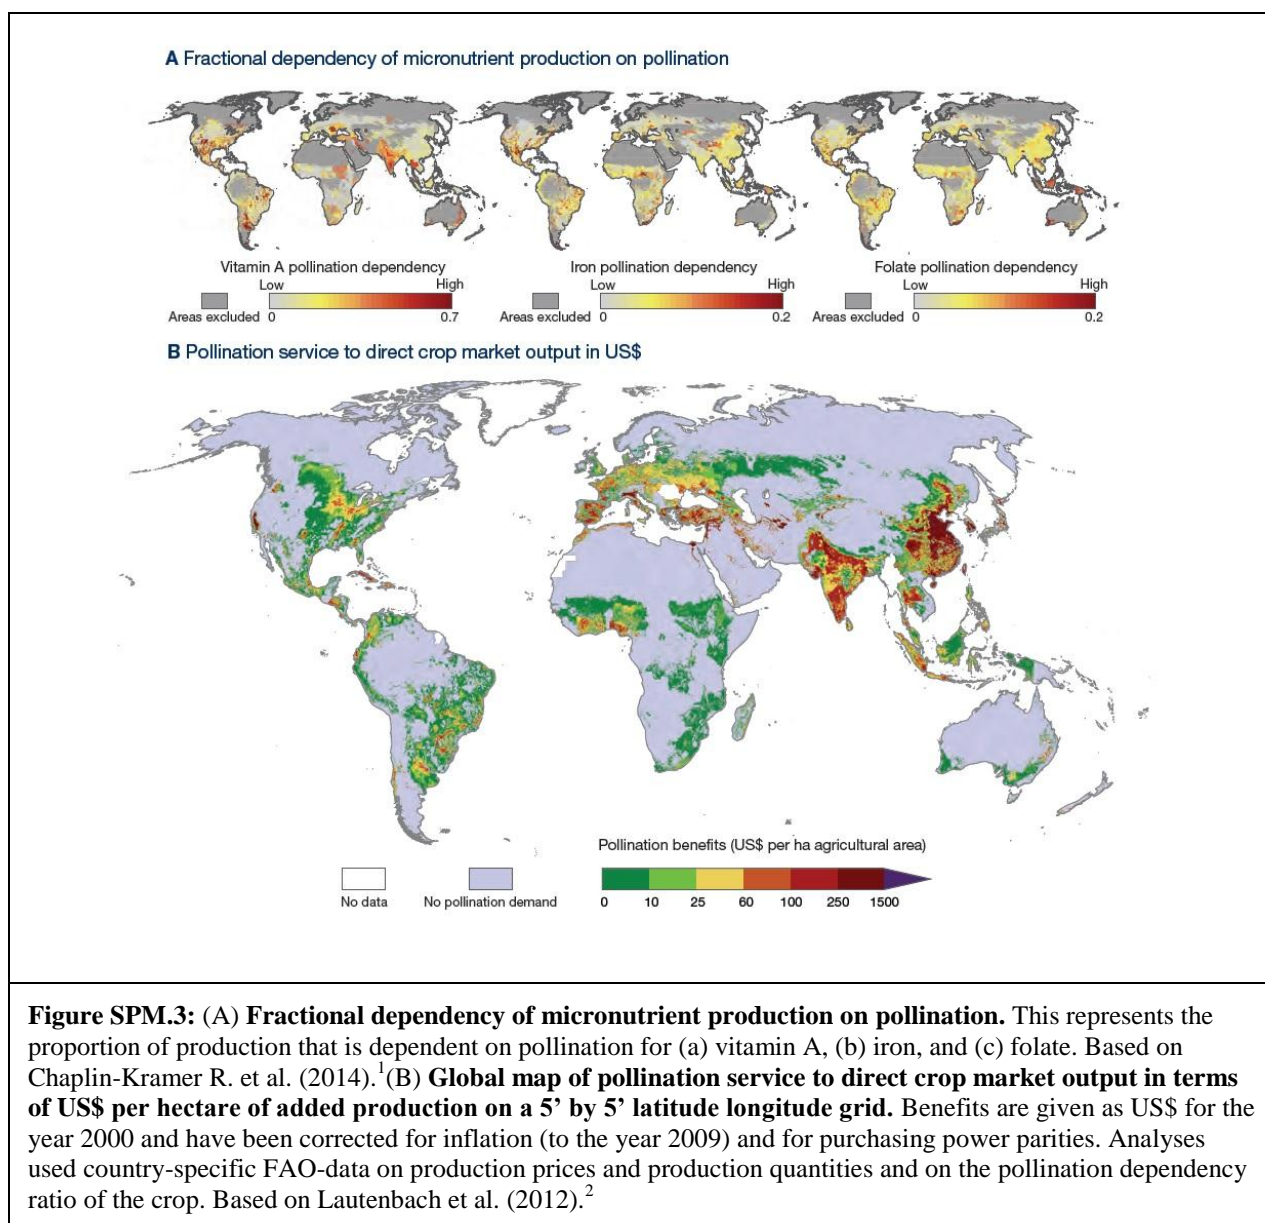 A Fractional dependency of micronutrient production on pollination
Vitamin A pollination dependency
Iron pollination dependency
Folate pollination dependency
Low High
Low High
Low High
Areas excluded 0 0.7
0 0.2
Areas excluded 0 0.2
B Pollination service to direct crop market output in US$
Pollination benefits (US$ per ha agricultural area)
No data
No pollination demand
0 10 25 60 100 250 1500
Figure SPM.3: (A) Fractional dependency of micronutrient production on pollination. This represents the
proportion of production that is dependent on pollination for (a) vitamin A, (b) iron, and (c) folate. Based on
Chaplin-Kramer R. et al. (2014).1(B) Global map of pollination service to direct crop market output in terms
of US$ per hectare of added production on a 5’ by 5’ latitude longitude grid. Benefits are given as US$ for the
year 2000 and have been corrected for inflation (to the year 2009) and for purchasing power parities. Analyses
used country-specific FAO-data on production prices and production quantities and on the pollination dependency
ratio of the crop. Based on Lautenbach et al. (2012).2